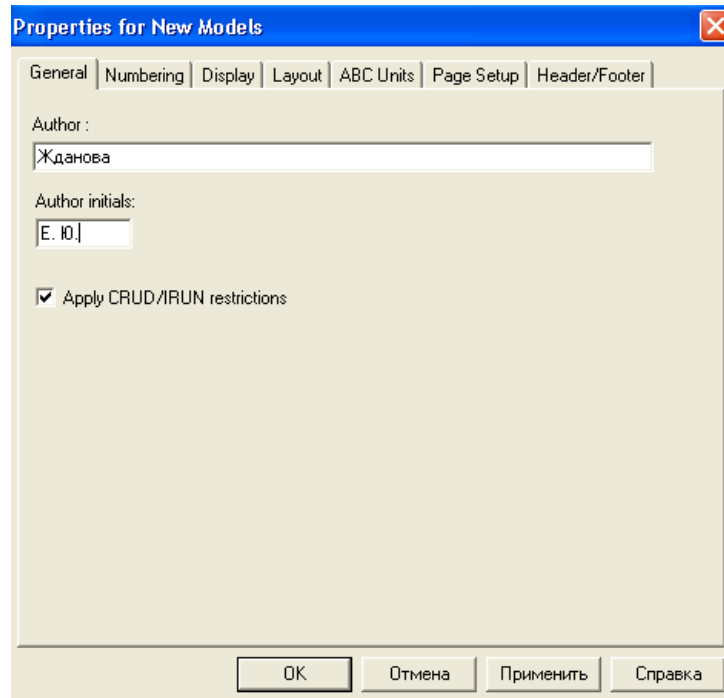 Properties for New Models
General Numbering Display Layout ABC Units Page Setup Header/Footer
Author :
Жданова
Author initials:
Е. Ю.
Apply CRUD/IRUN restrictions
OK Отмена Применить Справка